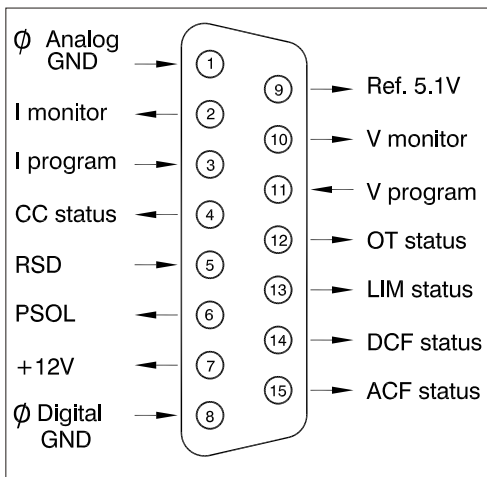 ϕ Analog
GND
I monitor
I program
CC status
RSD
PSOL
+12V
ϕ Digital
GND
1
2
3
4
5
6
7
8
9
10
11
12
13
14
15
Ref. 5.1V
V monitor
V program
OT status
LIM status
DCF status
ACF status